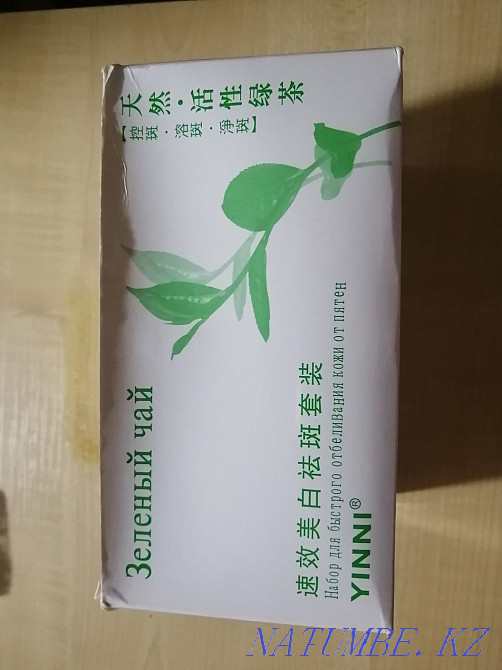 Зеленый чай
天然·活性绿茶
【控斑·溶斑·淨斑】
速效美白祛斑套装
Набор для быстрого отбеливания кожи от пятен
YINNI®
NATUMBE.KZ